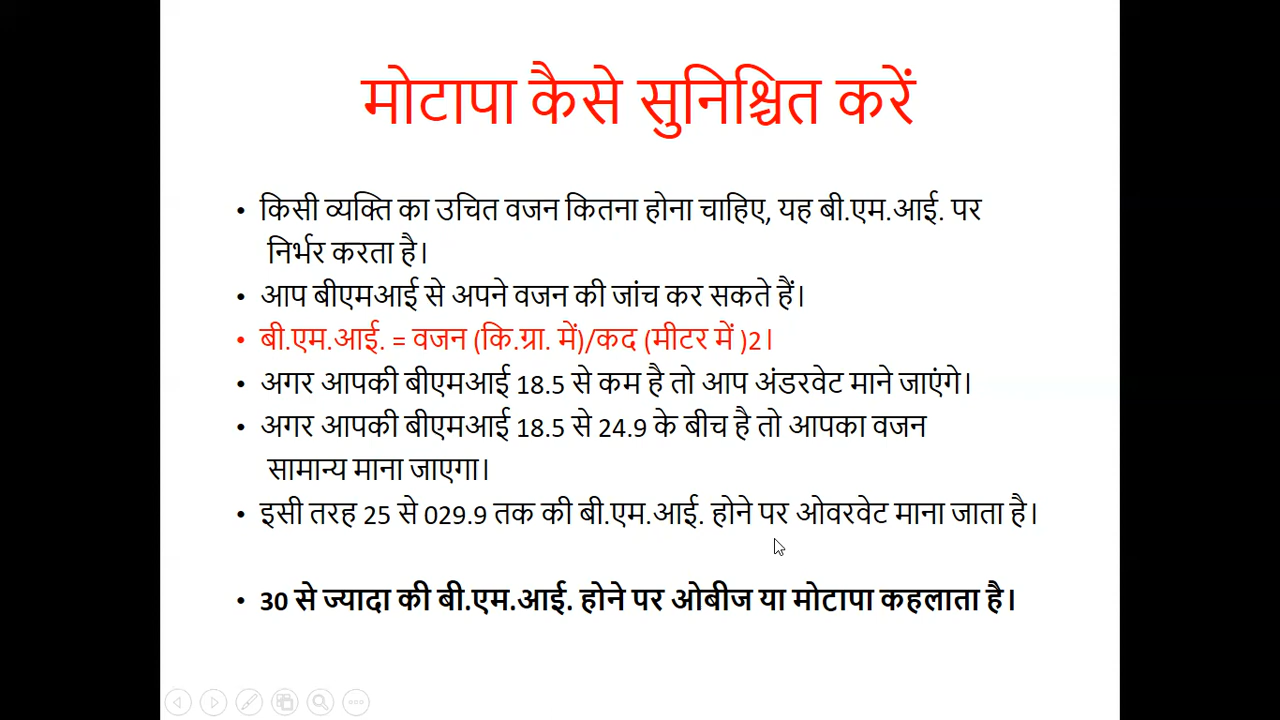 मोटापा कैसे सुनिश्चित करें
• किसी व्यक्ति का उचित वजन कितना होना चाहिए, यह बी.एम.आई. पर
निर्भर करता है।
• आप बीएमआई से अपने वजन की जांच कर सकते हैं।
• बी.एम.आई. = वजन (कि.ग्रा. में)/कद (मीटर में )2।
• अगर आपकी बीएमआई 18.5 से कम है तो आप अंडरवेट माने जाएंगे।
• अगर आपकी बीएमआई 18.5 से 24.9 के बीच है तो आपका वजन
सामान्य माना जाएगा।
• इसी तरह 25 से 029.9 तक की बी.एम.आई. होने पर ओवरवेट माना जाता है।
• 30 से ज्यादा की बी.एम.आई. होने पर ओबीज या मोटापा कहलाता है।